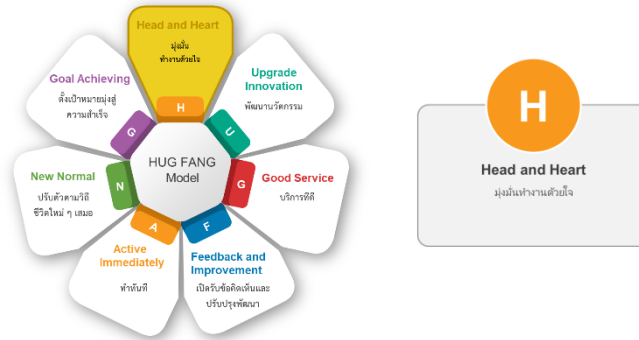 Head and Heart
มุ่งมั่น
ทำงานด้วยใจ
H
Upgrade
Innovation
พัฒนานวัตกรรม
U
Good Service
บริการที่ดี
G
Feedback and
Improvement
เปิดรับข้อคิดเห็นและ
ปรับปรุงพัฒนา
F
Active
Immediately
ทำทันที
A
New Normal
ปรับตัวตามวิถี
ชีวิตใหม่ ๆ เสมอ
N
Goal Achieving
ตั้งเป้าหมายมุ่งสู่
ความสำเร็จ
G
HUG FANG
Model
H
Head and Heart
มุ่งมั่นทำงานด้วยใจ